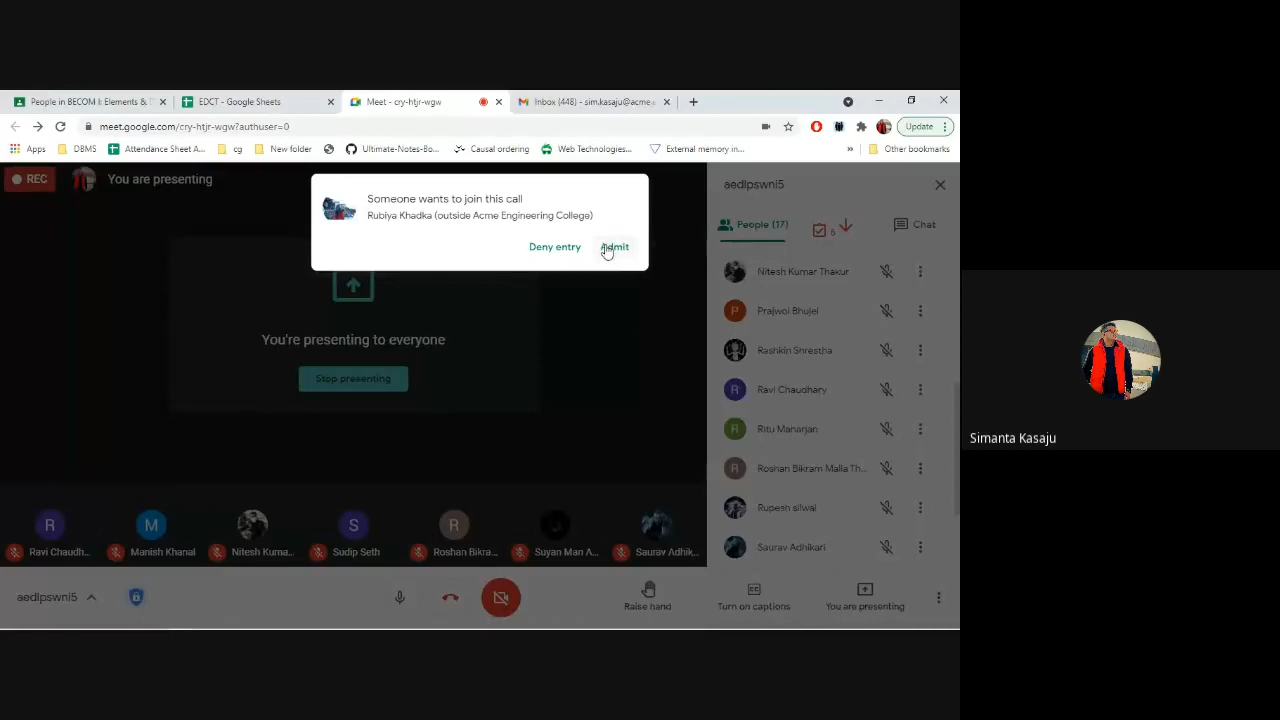 People in BECOM I: Elements &
EDCT - Google Sheets
Meet - cry-htjr-wgw
Inbox (448) - sim.kasaju@acme
meet.google.com/cry-htjr-wgw?authuser=0
Update
Apps
DBMS
Attendance Sheet A...
cg
New folder
Ultimate-Notes-Bo...
Causal ordering
Web Technologies...
External memory in...
»
Other bookmarks
REC
You are presenting
Someone wants to join this call
Rubiya Khadka (outside Acme Engineering College)
Deny entry
Admit
You're presenting to everyone
Stop presenting
aedlpswni5
People (17)
Chat
Nitesh Kumar Thakur
P
Prajwol Bhujel
Rashkin Shrestha
R
Ravi Chaudhary
R
Ritu Manarjan
R
Roshan Bikram Malla Th...
Rupesh silwal
Saurav Adhikari
R
Ravi Chaudh...
M
Manish Khanal
Nitesh Kuma...
S
Sudip Seth
R
Roshan Bikra...
Suyan Man A...
Saurav Adhik...
aedlpswni5
Raise hand
Turn on captions
You are presenting
Simanta Kasaju